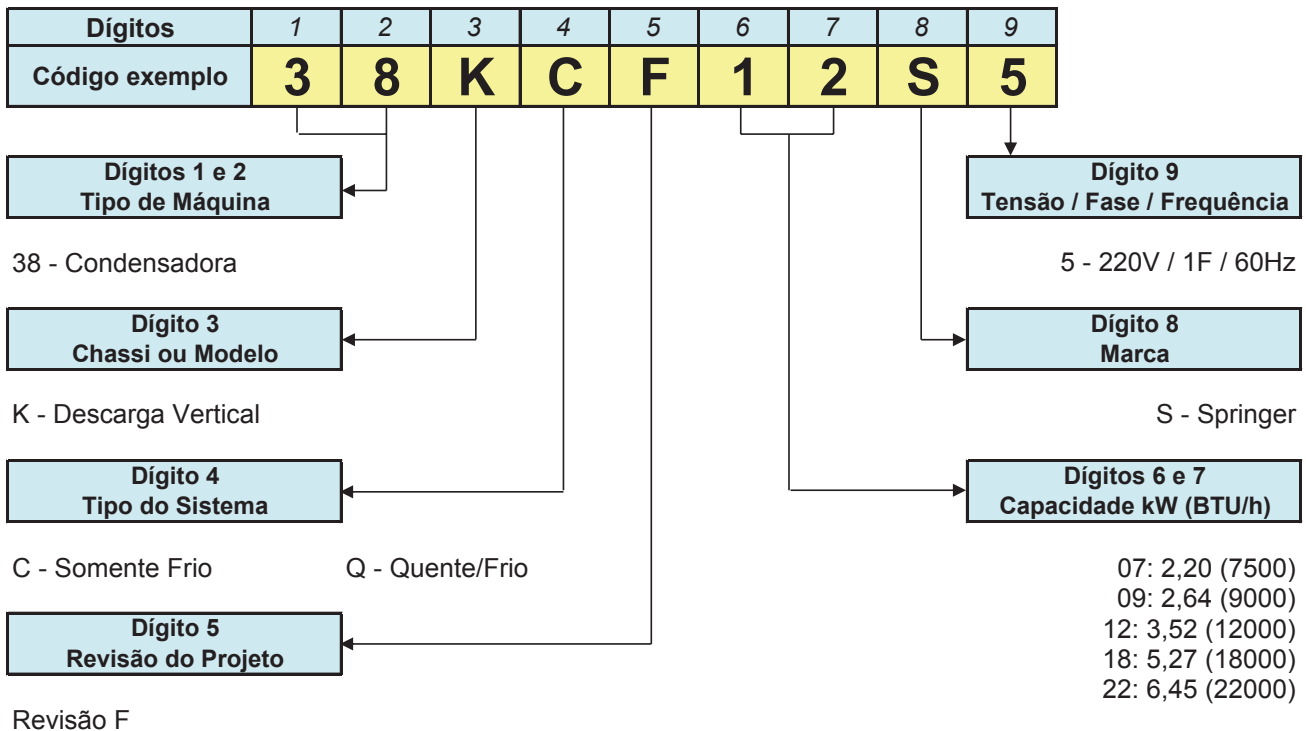 Dígitos 1 2 3 4 5 6 7 8 9
Código exemplo 3 8 K C F 1 2 S 5
Dígitos 1 e 2
Tipo de Máquina
38 - Condensadora
Dígito 3
Chassi ou Modelo
K - Descarga Vertical
Dígito 4
Tipo do Sistema
C - Somente Frio Q - Quente/Frio
Dígito 5
Revisão do Projeto
Revisão F
Dígito 9
Tensão / Fase / Frequência
5 - 220V / 1F / 60Hz
Dígito 8
Marca
S - Springer
Dígitos 6 e 7
Capacidade kW (BTU/h)
07: 2,20 (7500)
09: 2,64 (9000)
12: 3,52 (12000)
18: 5,27 (18000)
22: 6,45 (22000)